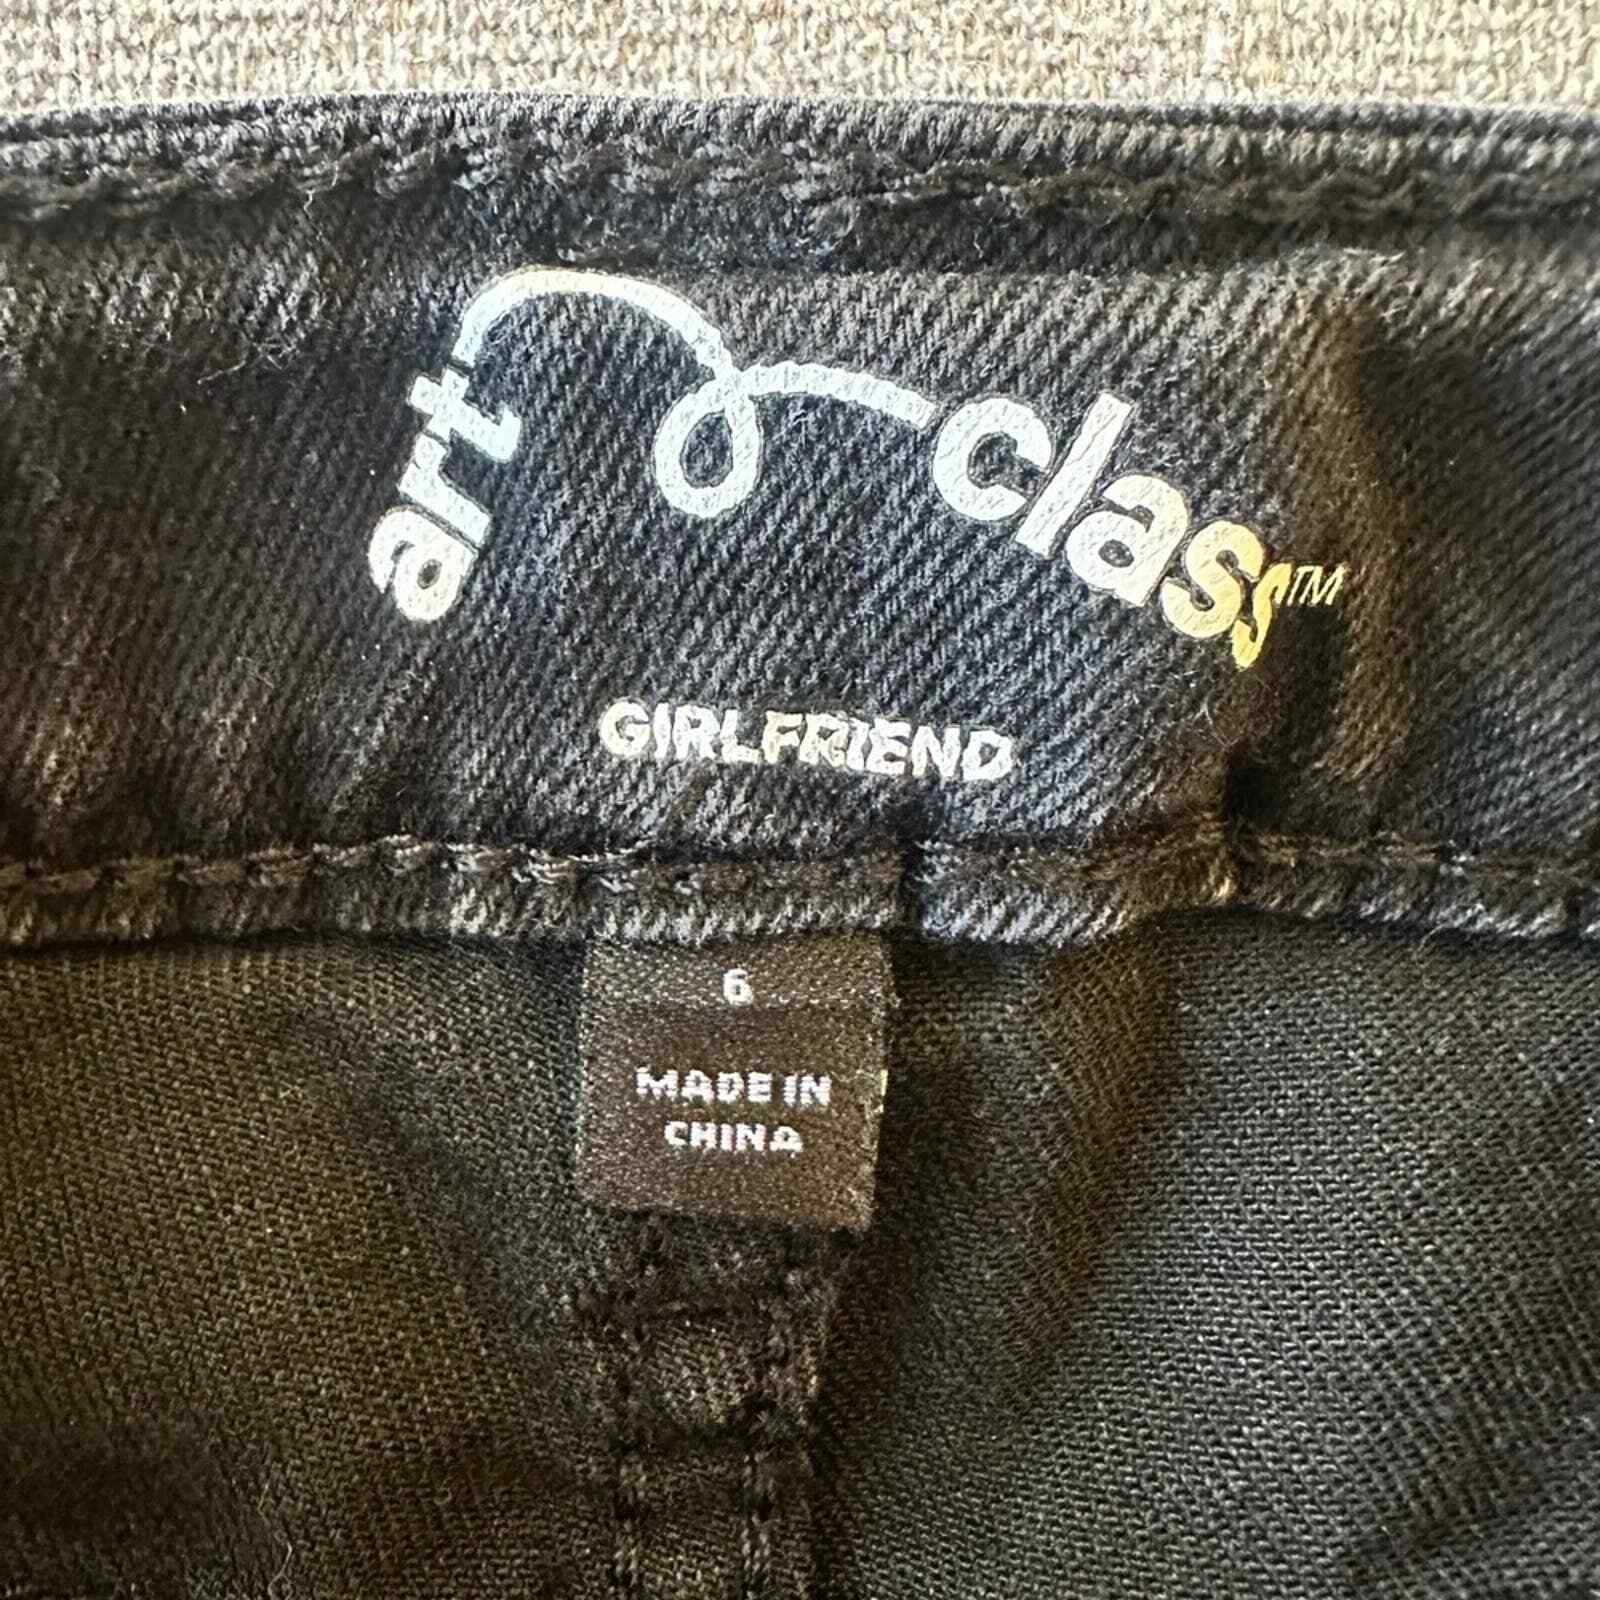 art class™
GIRLFRIEND
6
MADE IN
CHINA